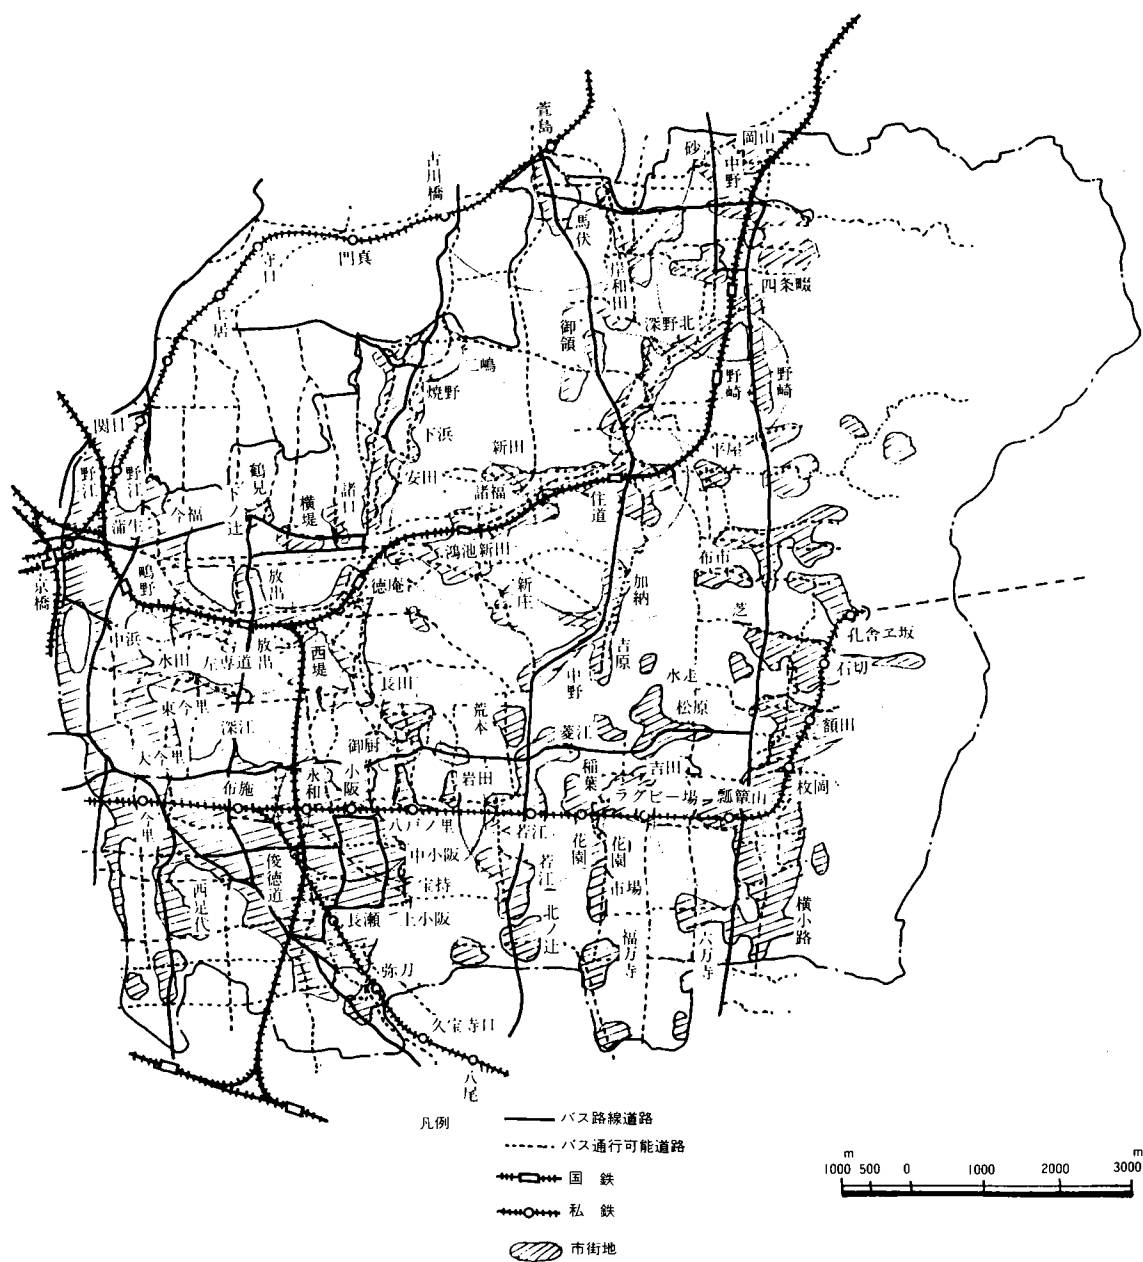 萱島
岡山
砂
中野
古川橋
馬伏
門真
寺口
岸和田
四条畷
土居
御領
深野北
二嶋
焼野
野崎
野崎
関目
下浜
新田
平屋
野江
野江
鶴見
諸口
安田
諸福
下ノ辻
横堤
住道
今福
蒲生
鴻池新田
布市
京橋
鴫野
放出
徳庵
新庄
加納
芝
孔舎ヱ坂
中浜
永田
左専道
放出
西堤
吉原
石切
水走
長田
中野
東今里
荒本
松原
額田
深江
御厨
菱江
大今里
永和
小阪
岩田
稲葉
吉田
布施
ラグビー場
瓢箪山
枚岡
今里
八戸ノ里
若江
花園
花園
俊徳道
中小阪
若江
市場
西足代
宝持
横小路
長瀬
上小阪
北ノ辻
福万寺
六万寺
弥刀
久宝寺口
八尾
凡例
バス路線道路
バス通行可能道路
国 鉄
私 鉄
市街地
m
m
1000 500 0 1000 2000 3000